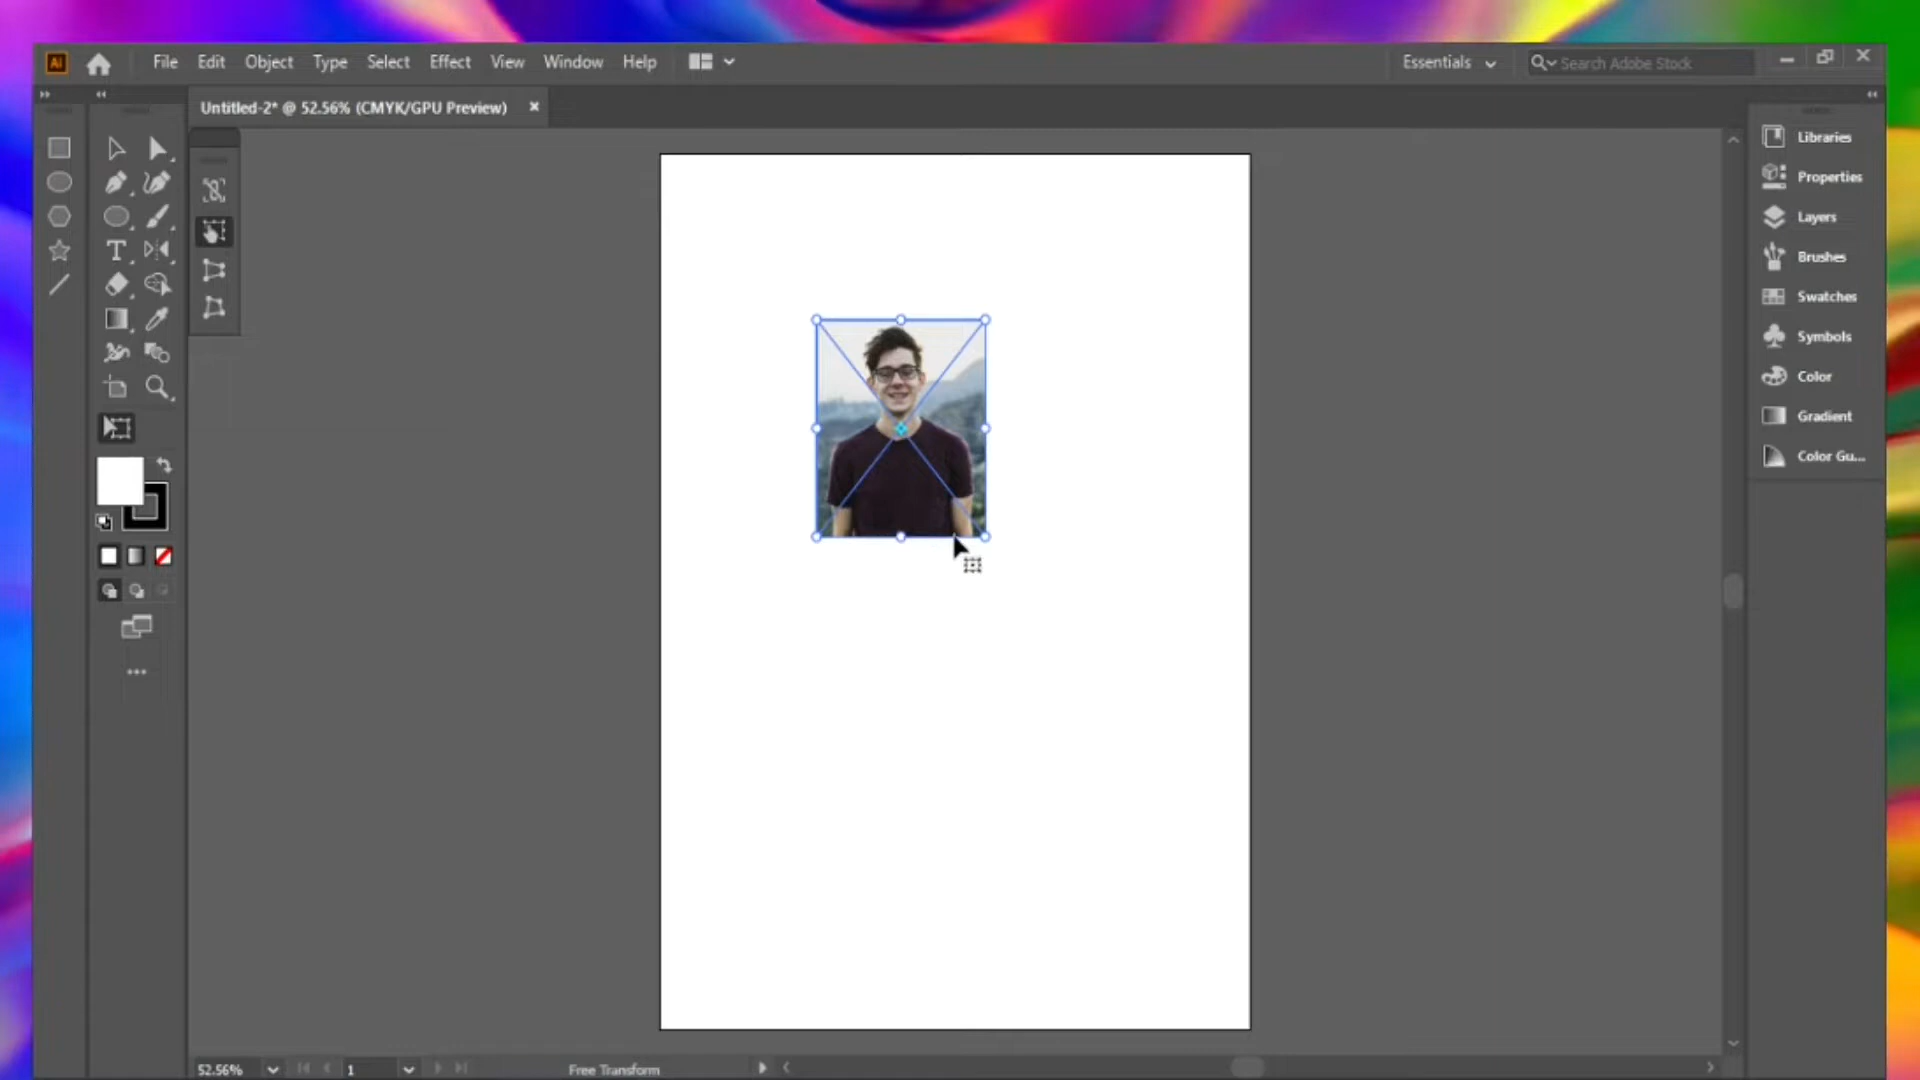 Ai File Edit Object Type Select Effect View Window Help Essentials Search Adobe Stock
Untitled-2* @ 52.56% (CMYK/GPU Preview)
Libraries
Properties
Layers
Brushes
Swatches
Symbols
Color
Gradient
Color Gu...
T
52.56% 1 Free Transform